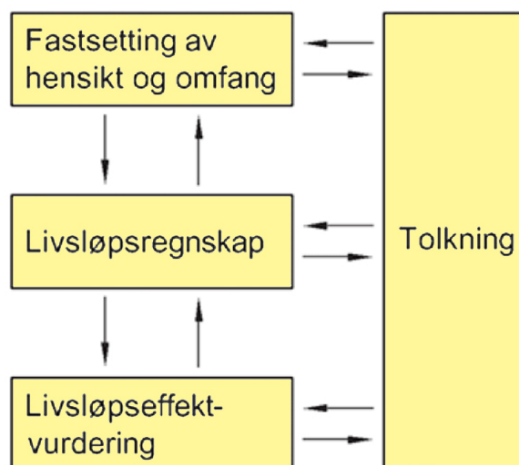 Fastsetting av
hensikt og omfang
Livsløpsregnskap
Tolkning
Livsløpseffekt-
vurdering